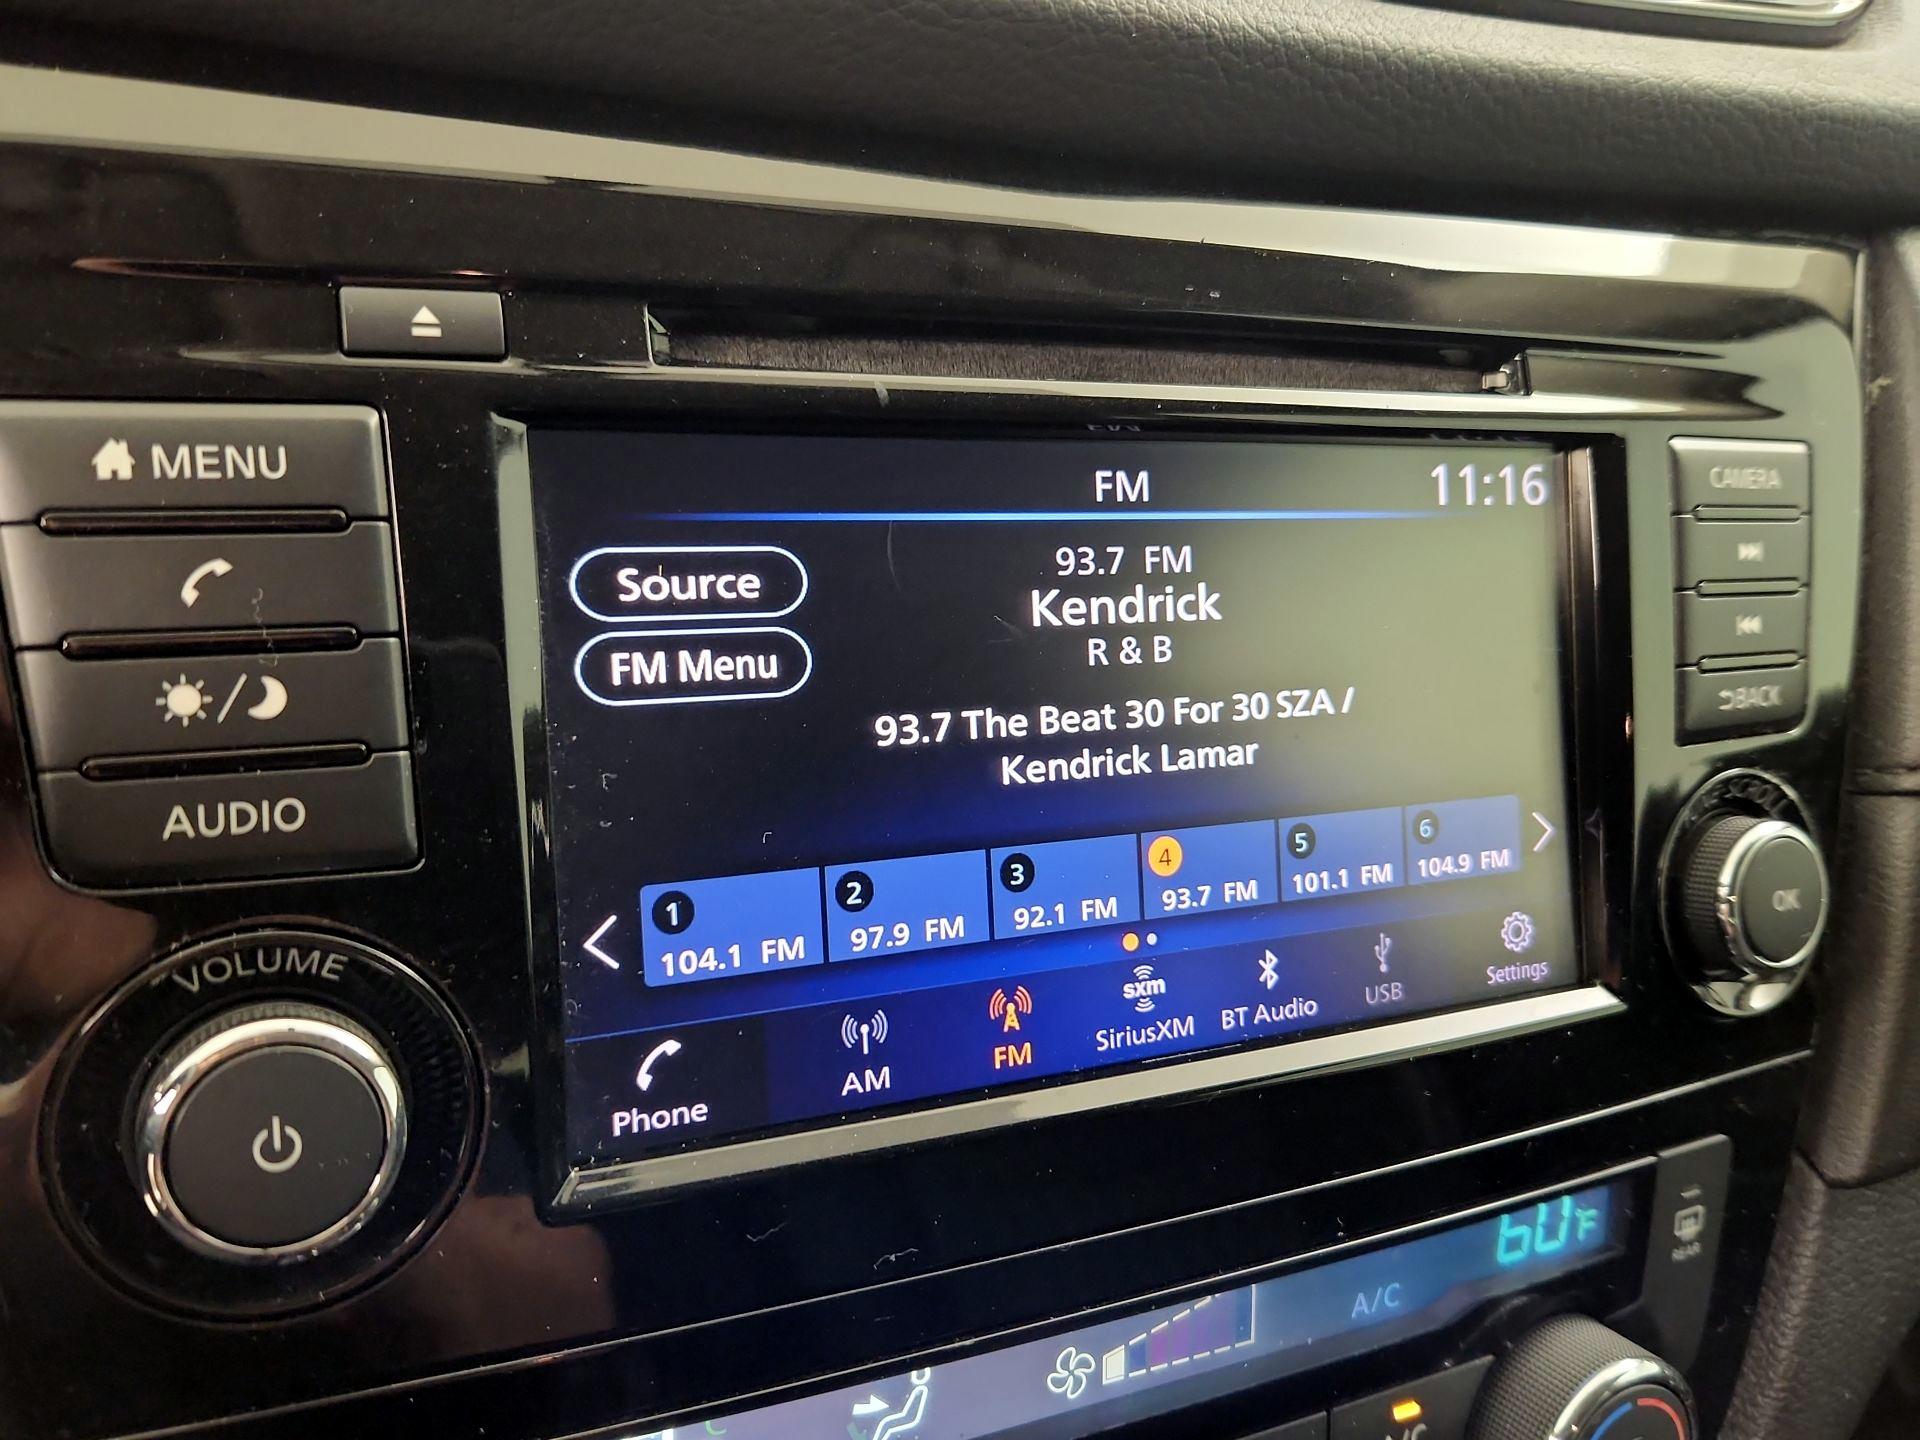 MENU
AUDIO
VOLUME
FM 11:16
Source
FM Menu
93.7 FM
Kendrick
R & B
93.7 The Beat 30 For 30 SZA /
Kendrick Lamar
1 104.1 FM
2 97.9 FM
3 92.1 FM
4 93.7 FM
5 101.1 FM
6 104.9 FM
Phone
AM
FM
sxm
SiriusXM
BT Audio
USB
Settings
CAMERA
BACK
SCROLL
OK
60°F
A/C
REAR
A/C